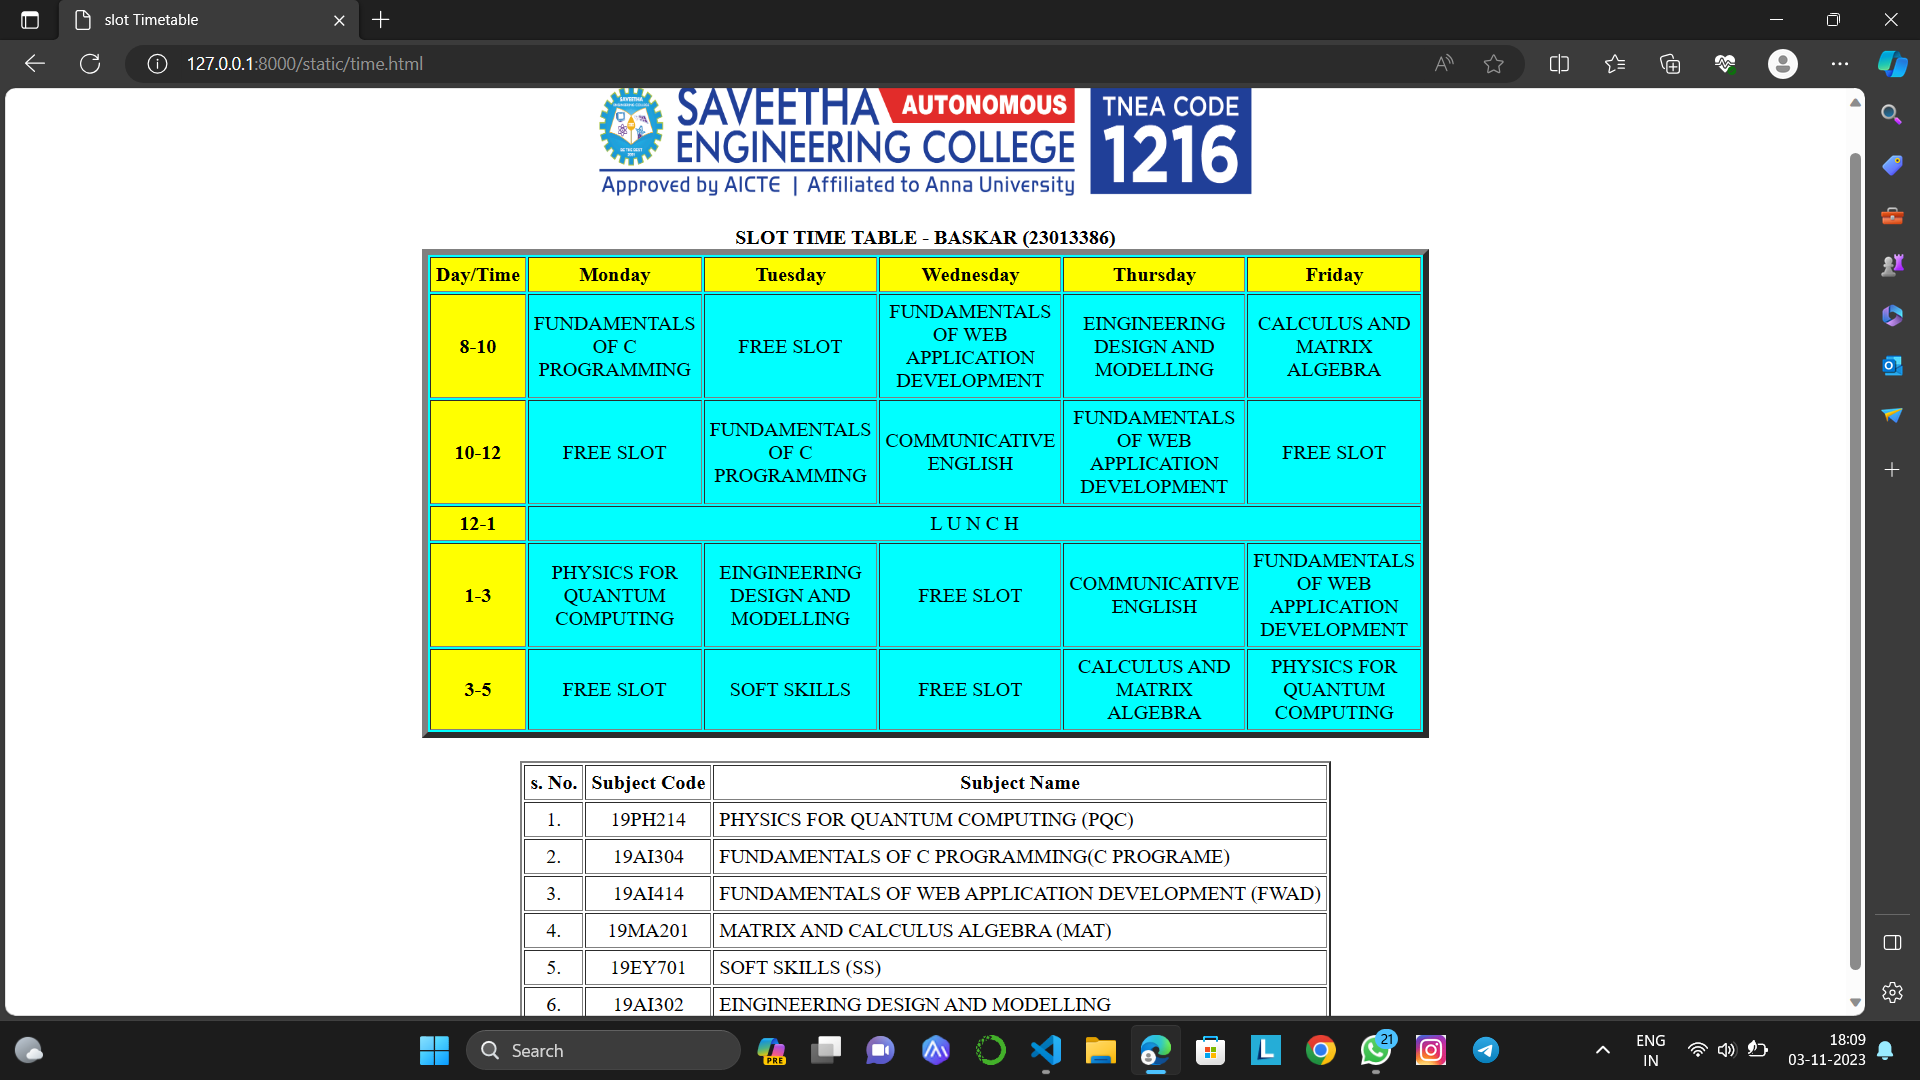 slot Timetable
127.0.0.1:8000/static/time.html
SAVEETHA AUTONOMOUS
ENGINEERING COLLEGE
Approved by AICTE | Affiliated to Anna University
TNEA CODE
1216
SLOT TIME TABLE - BASKAR (23013386)
Day/Time Monday Tuesday Wednesday Thursday Friday
8-10
FUNDAMENTALS
OF C
PROGRAMMING
FREE SLOT
FUNDAMENTALS
OF WEB
APPLICATION
DEVELOPMENT
EINGINEERING
DESIGN AND
MODELLING
CALCULUS AND
MATRIX
ALGEBRA
10-12
FREE SLOT
FUNDAMENTALS
OF C
PROGRAMMING
COMMUNICATIVE
ENGLISH
FUNDAMENTALS
OF WEB
APPLICATION
DEVELOPMENT
FREE SLOT
12-1 L U N C H
1-3
PHYSICS FOR
QUANTUM
COMPUTING
EINGINEERING
DESIGN AND
MODELLING
FREE SLOT
COMMUNICATIVE
ENGLISH
FUNDAMENTALS
OF WEB
APPLICATION
DEVELOPMENT
3-5
FREE SLOT
SOFT SKILLS
FREE SLOT
CALCULUS AND
MATRIX
ALGEBRA
PHYSICS FOR
QUANTUM
COMPUTING
s. No. Subject Code Subject Name
1. 19PH214 PHYSICS FOR QUANTUM COMPUTING (PQC)
2. 19AI304 FUNDAMENTALS OF C PROGRAMMING(C PROGRAME)
3. 19AI414 FUNDAMENTALS OF WEB APPLICATION DEVELOPMENT (FWAD)
4. 19MA201 MATRIX AND CALCULUS ALGEBRA (MAT)
5. 19EY701 SOFT SKILLS (SS)
6. 19AI302 EINGINEERING DESIGN AND MODELLING
Search
PRE
21
ENG
IN
18:09
03-11-2023